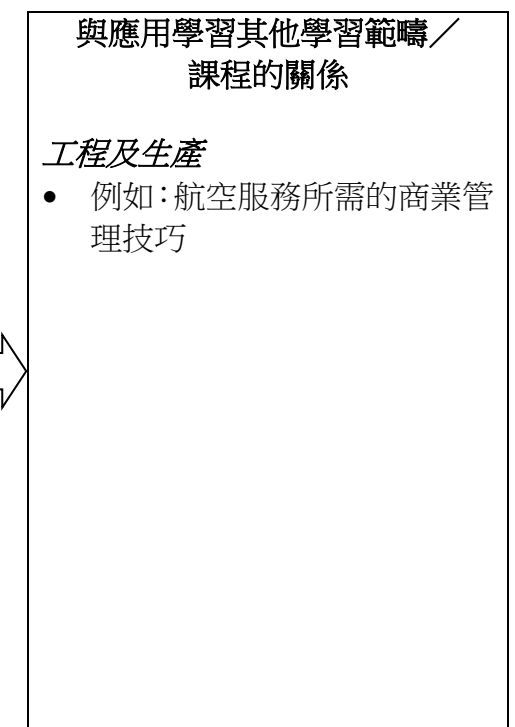 與應用學習其他學習範疇／
課程的關係
工程及生產
• 例如：航空服務所需的商業管
理技巧